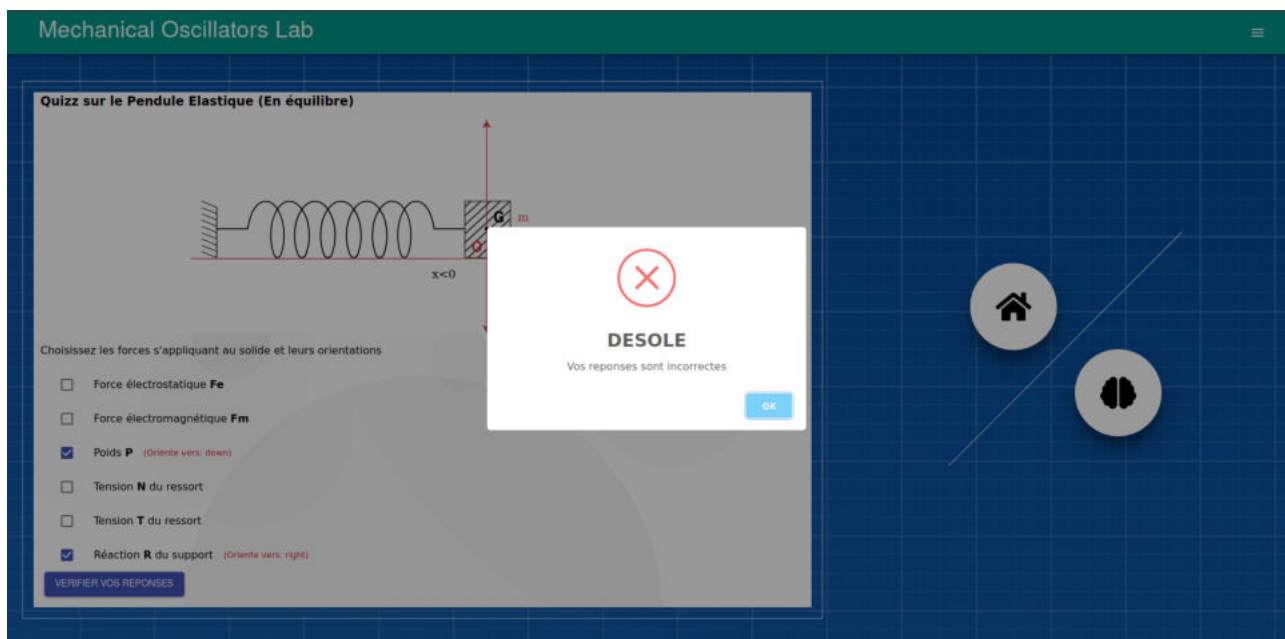 Mechanical Oscillators Lab
Quizz sur le Pendule Elastique (En équilibre)
G
m
O
x<0
Choisissez les forces s'appliquant au solide et leurs orientations
Force électrostatique Fe
Force électromagnétique Fm
Poids P (Oriente vers: down)
Tension N du ressort
Tension T du ressort
Réaction R du support (Oriente vers: right)
VERIFIER VOS REPONSES
DESOLE
Vos reponses sont incorrectes
OK